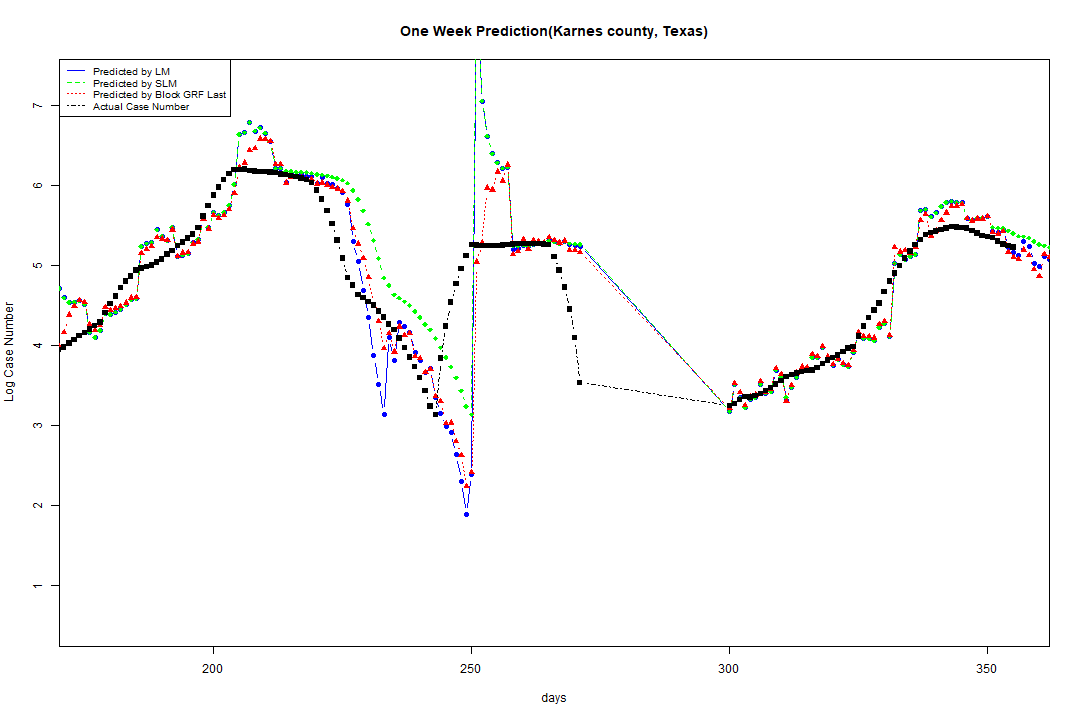 One Week Prediction(Karnes county, Texas)
Predicted by LM
Predicted by SLM
Predicted by Block GRF Last
Actual Case Number
7
6
5
4
3
2
1
Log Case Number
200
250
300
350
days